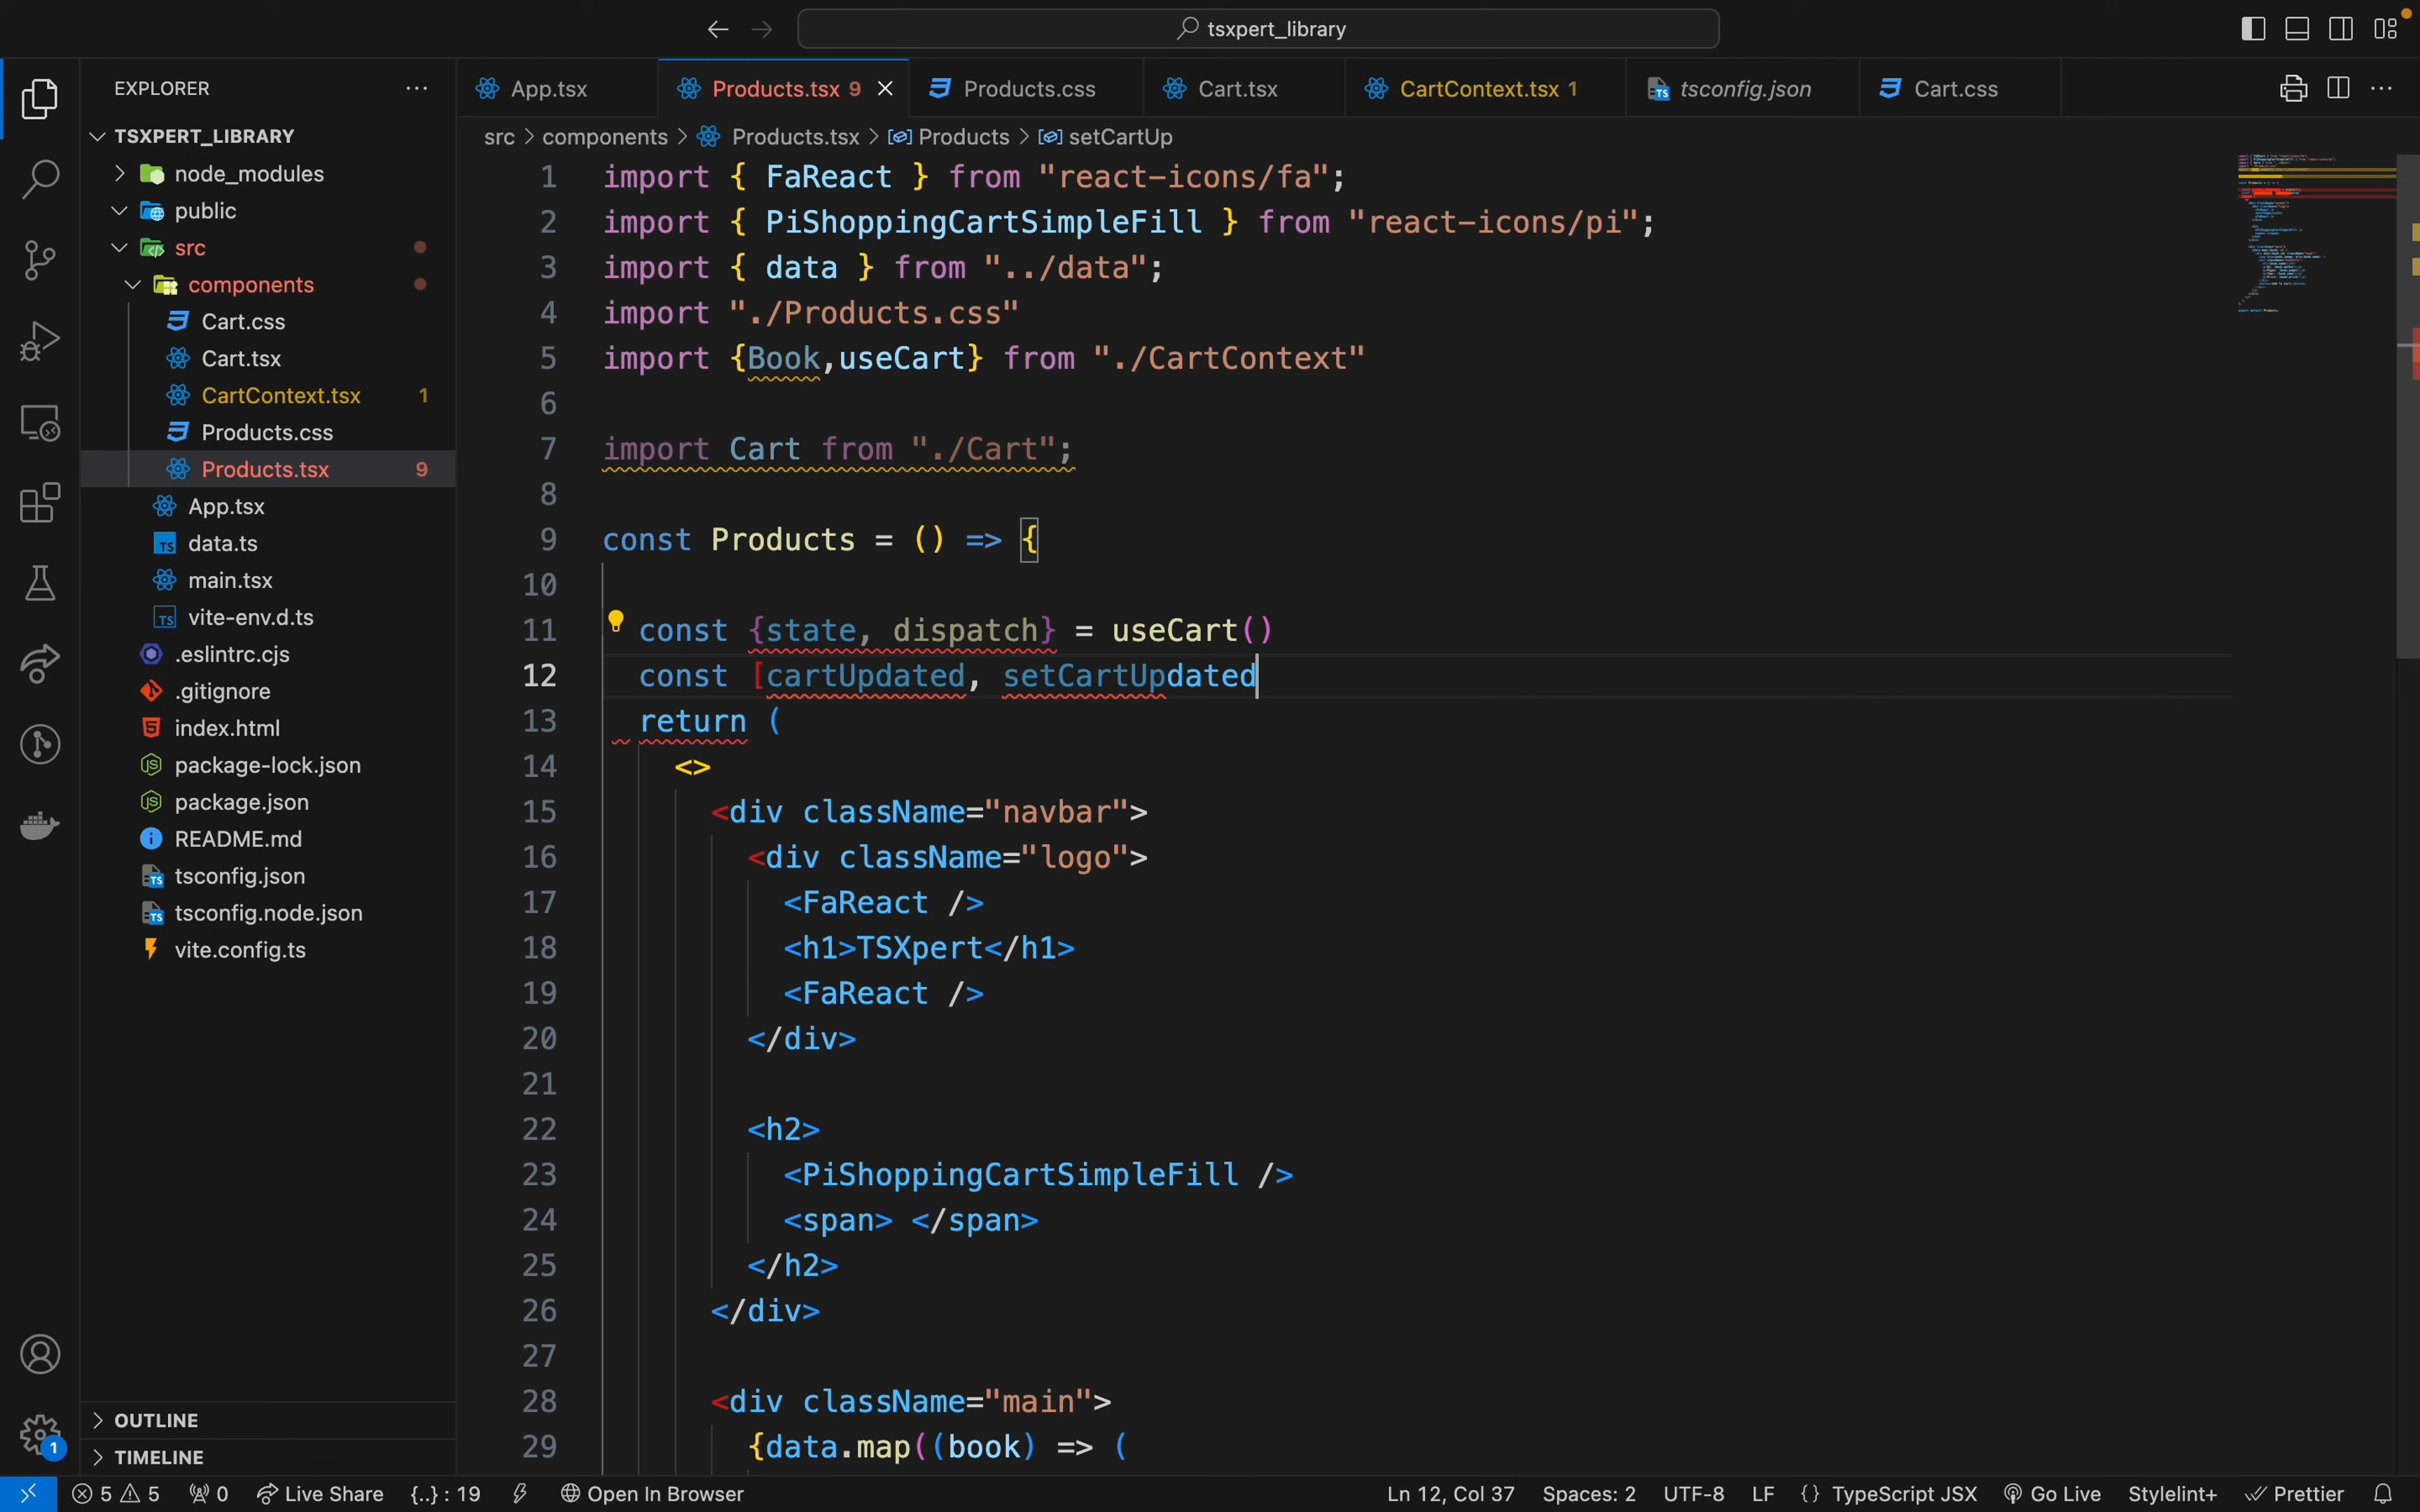 tsxpert_library
EXPLORER
TSXPERT_LIBRARY
node_modules
public
src
components
Cart.css
Cart.tsx
CartContext.tsx 1
Products.css
Products.tsx 9
App.tsx
data.ts
main.tsx
vite-env.d.ts
.eslintrc.cjs
.gitignore
index.html
package-lock.json
package.json
README.md
tsconfig.json
tsconfig.node.json
vite.config.ts
OUTLINE
TIMELINE
1
App.tsx Products.tsx 9 Products.css Cart.tsx CartContext.tsx 1 tsconfig.json Cart.css
src > components > Products.tsx > Products > setCartUp
1 import { FaReact } from "react-icons/fa";
2 import { PiShoppingCartSimpleFill } from "react-icons/pi";
3 import { data } from "../data";
4 import "./Products.css"
5 import {Book,useCart} from "./CartContext"
6
7 import Cart from "./Cart";
8
9 const Products = () => {
10
11 const {state, dispatch} = useCart()
12 const [cartUpdated, setCartUpdated
13 return (
14 <>
15 <div className="navbar">
16 <div className="logo">
17 <FaReact />
18 <h1>TSXpert</h1>
19 <FaReact />
20 </div>
21
22 <h2>
23 <PiShoppingCartSimpleFill />
24 <span> </span>
25 </h2>
26 </div>
27
28 <div className="main">
29 {data.map((book) => (
5 5 0 Live Share {..} : 19 Open In Browser Ln 12, Col 37 Spaces: 2 UTF-8 LF {} TypeScript JSX Go Live Stylelint+ Prettier